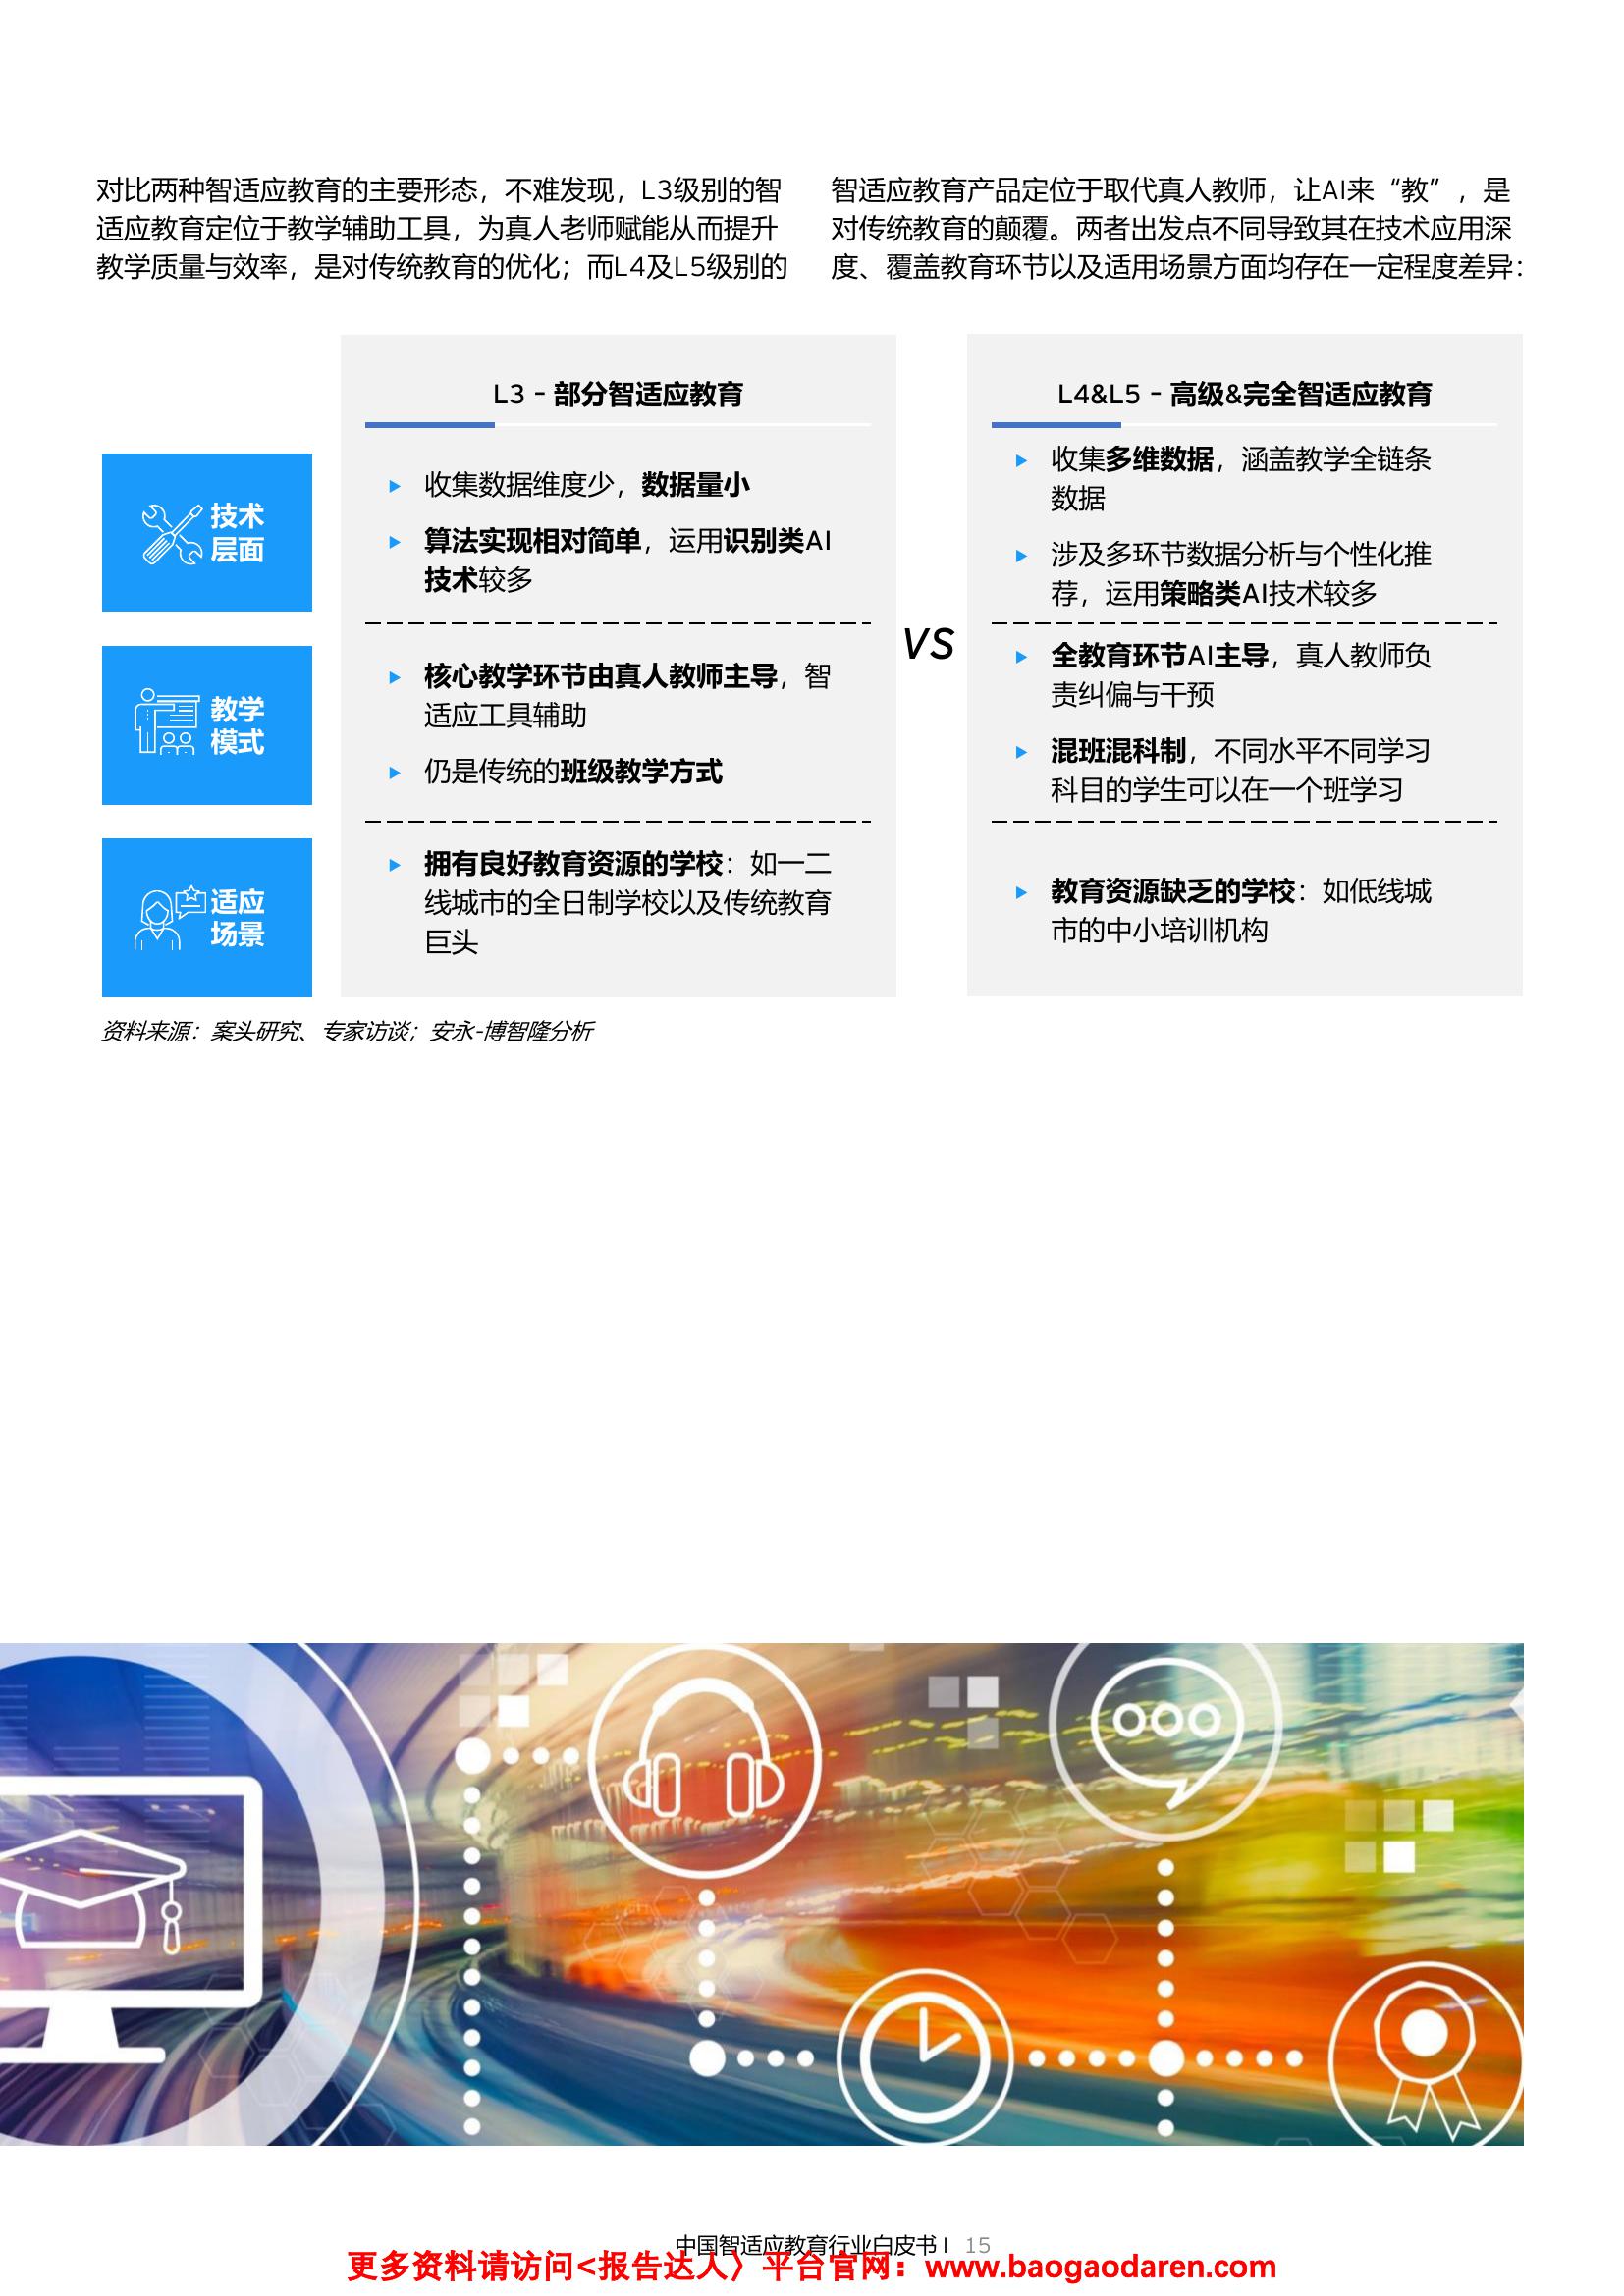 对比两种智适应教育的主要形态，不难发现，L3级别的智
适应教育定位于教学辅助工具，为真人老师赋能从而提升
教学质量与效率，是对传统教育的优化；而L4及L5级别的
智适应教育产品定位于取代真人教师，让AI来“教”，是
对传统教育的颠覆。两者出发点不同导致其在技术应用深
度、覆盖教育环节以及适用场景方面均存在一定程度差异：
L3 - 部分智适应教育
技术
层面
收集数据维度少，数据量小
算法实现相对简单，运用识别类AI
技术较多
教学
模式
核心教学环节由真人教师主导，智
适应工具辅助
仍是传统的班级教学方式
适应
场景
拥有良好教育资源的学校：如一二
线城市的全日制学校以及传统教育
巨头
VS
L4&L5 - 高级&完全智适应教育
收集多维数据，涵盖教学全链条
数据
涉及多环节数据分析与个性化推
荐，运用策略类AI技术较多
全教育环节AI主导，真人教师负
责纠偏与干预
混班混科制，不同水平不同学习
科目的学生可以在一个班学习
教育资源缺乏的学校：如低线城
市的中小培训机构
资料来源：案头研究、专家访谈；安永-博智隆分析
中国智适应教育行业白皮书 I 15
更多资料请访问<报告达人〉平台官网：www.baogaodaren.com